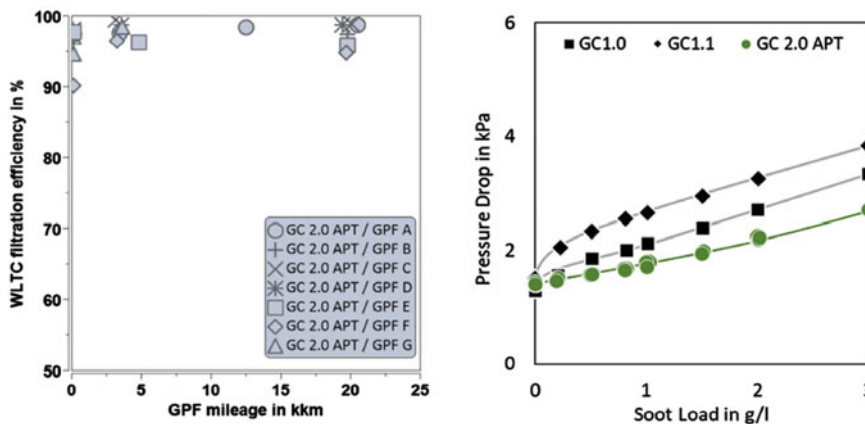 100
90
80
70
60
50
WLTC filtration efficiency in %
GC 2.0 APT / GPF A
GC 2.0 APT / GPF B
GC 2.0 APT / GPF C
GC 2.0 APT / GPF D
GC 2.0 APT / GPF E
GC 2.0 APT / GPF F
GC 2.0 APT / GPF G
0 5 10 15 20 25
GPF mileage in kkm
6
4
2
0
Pressure Drop in kPa
GC1.0 GC1.1 GC 2.0 APT
0 1 2 3
Soot Load in g/l